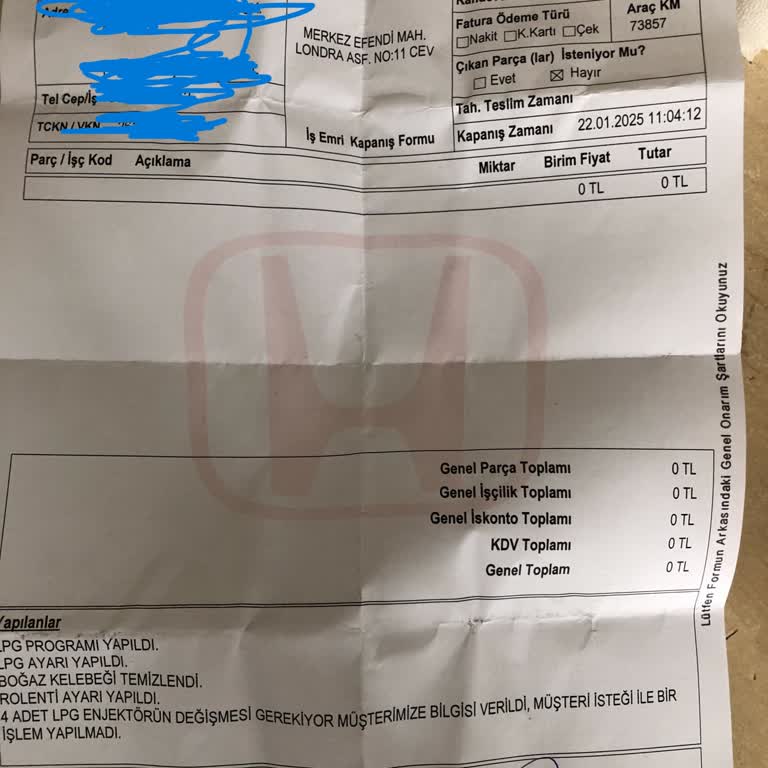 Fatura Ödeme Türü
Nakit K.Kartı Çek
Araç KM
73857
MERKEZ EFENDİ MAH.
LONDRA ASF. NO:11 CEV
Çıkan Parça (lar) İsteniyor Mu?
Evet Hayır
Tel Cep/İş
Tah. Teslim Zamanı
TCKN / VKN
İş Emri Kapanış Formu
Kapanış Zamanı 22.01.2025 11:04:12
Parç / İşç Kod Açıklama Miktar Birim Fiyat Tutar
0 TL 0 TL
Genel Parça Toplamı 0 TL
Genel İşçilik Toplamı 0 TL
Genel İskonto Toplamı 0 TL
KDV Toplamı 0 TL
Genel Toplam 0 TL
Lütfen Formun Arkasındaki Genel Onarım Şartlarını Okuyunuz
Yapılanlar
LPG PROGRAMI YAPILDI.
LPG AYARI YAPILDI.
BOĞAZ KELEBEĞİ TEMİZLENDİ.
ROLENTİ AYARI YAPILDI.
4 ADET LPG ENJEKTÖRÜN DEĞİŞMESİ GEREKİYOR MÜŞTERİMİZE BİLGİSİ VERİLDİ, MÜŞTERİ İSTEĞİ İLE BİR
İŞLEM YAPILMADI.